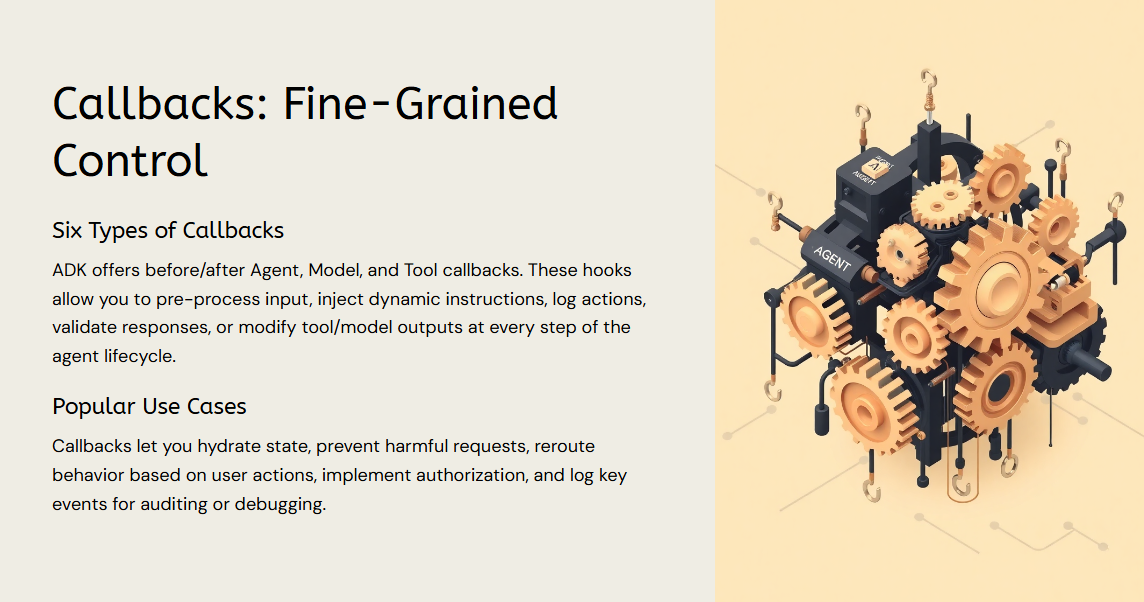 Callbacks: Fine-Grained
Control
Six Types of Callbacks
ADK offers before/after Agent, Model, and Tool callbacks. These hooks
allow you to pre-process input, inject dynamic instructions, log actions,
validate responses, or modify tool/model outputs at every step of the
agent lifecycle.
Popular Use Cases
Callbacks let you hydrate state, prevent harmful requests, reroute
behavior based on user actions, implement authorization, and log key
events for auditing or debugging.
AGENT